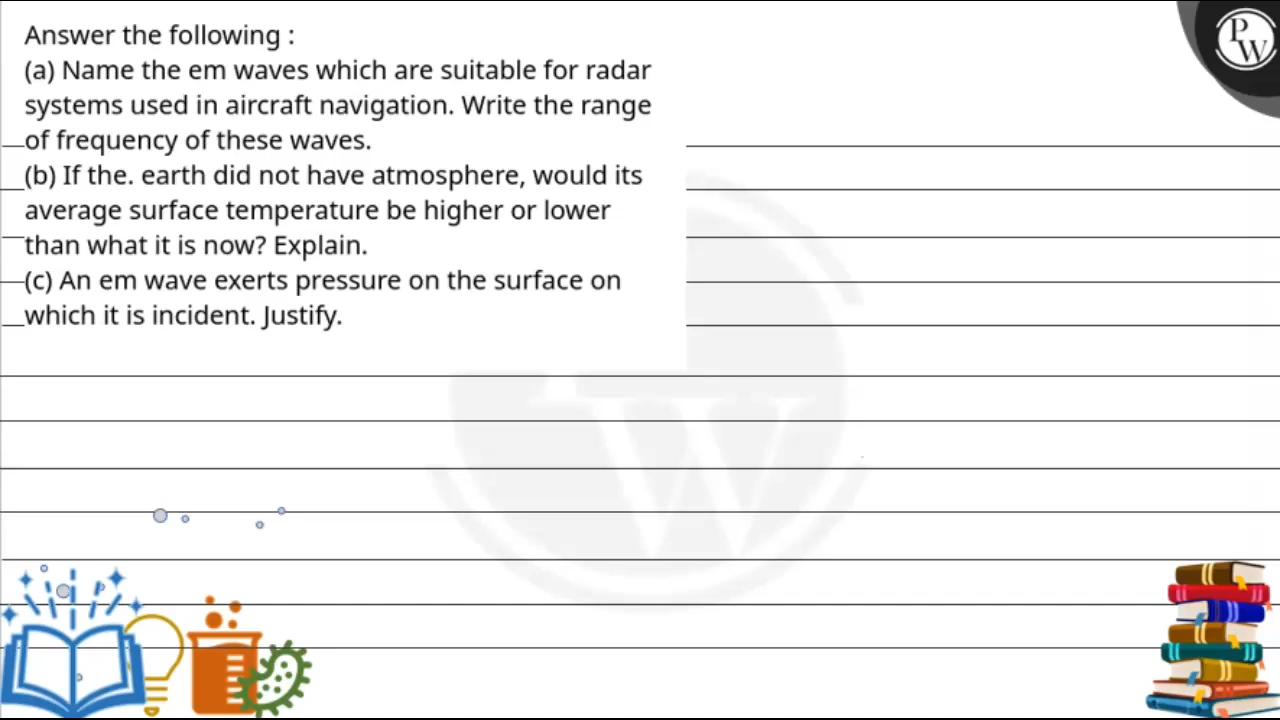 Answer the following :
(a) Name the em waves which are suitable for radar
systems used in aircraft navigation. Write the range
of frequency of these waves.
(b) If the. earth did not have atmosphere, would its
average surface temperature be higher or lower
than what it is now? Explain.
(c) An em wave exerts pressure on the surface on
which it is incident. Justify.
P
W
W